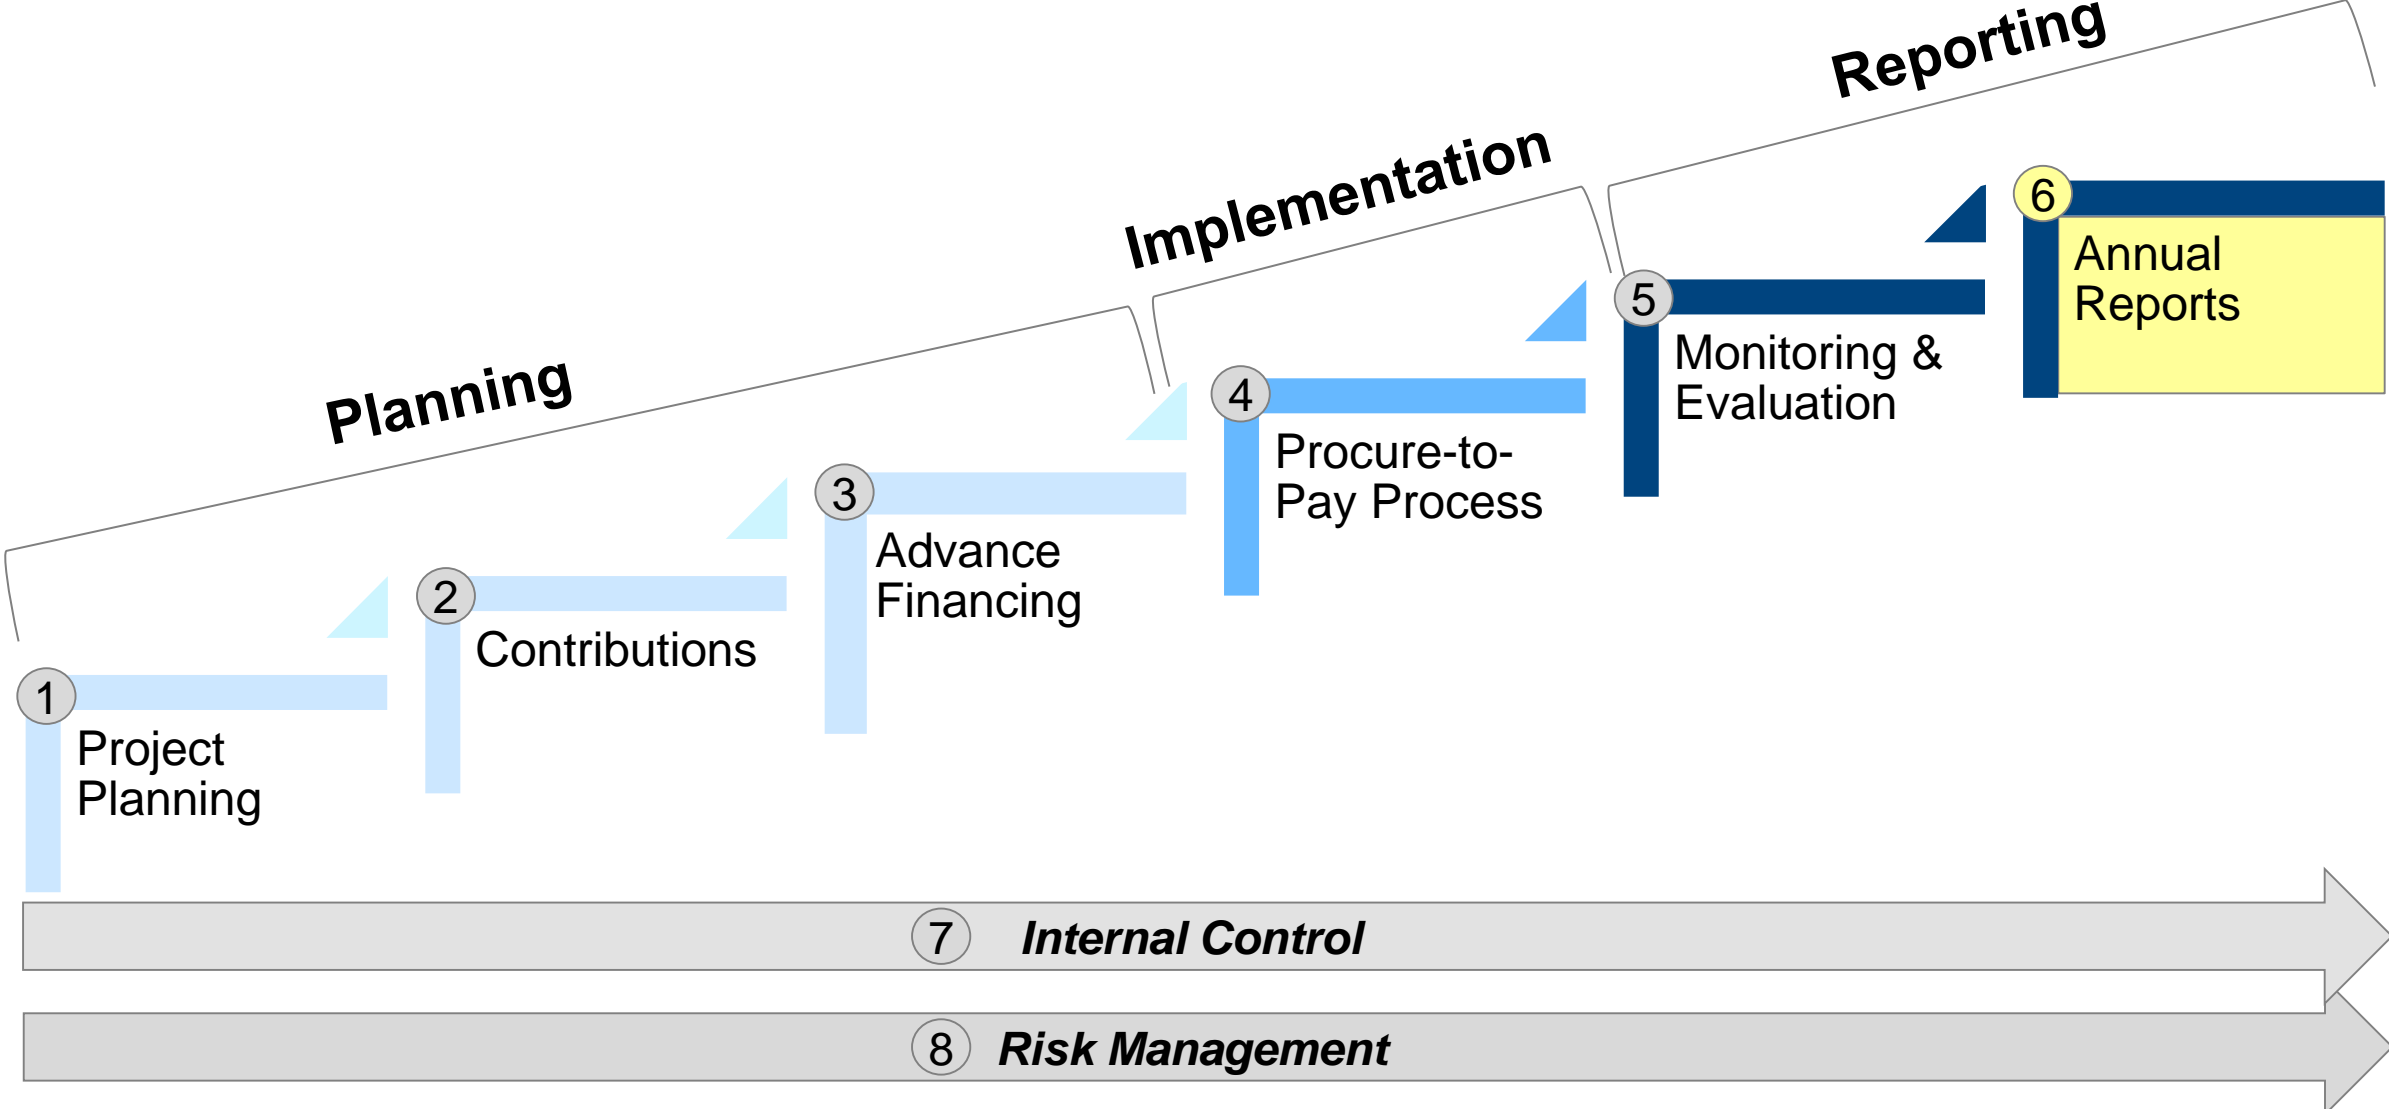 Planning
Implementation
Reporting
1
Project
Planning
2
Contributions
3
Advance
Financing
4
Procure-to-
Pay Process
5
Monitoring &
Evaluation
6
Annual
Reports
7 Internal Control
8 Risk Management